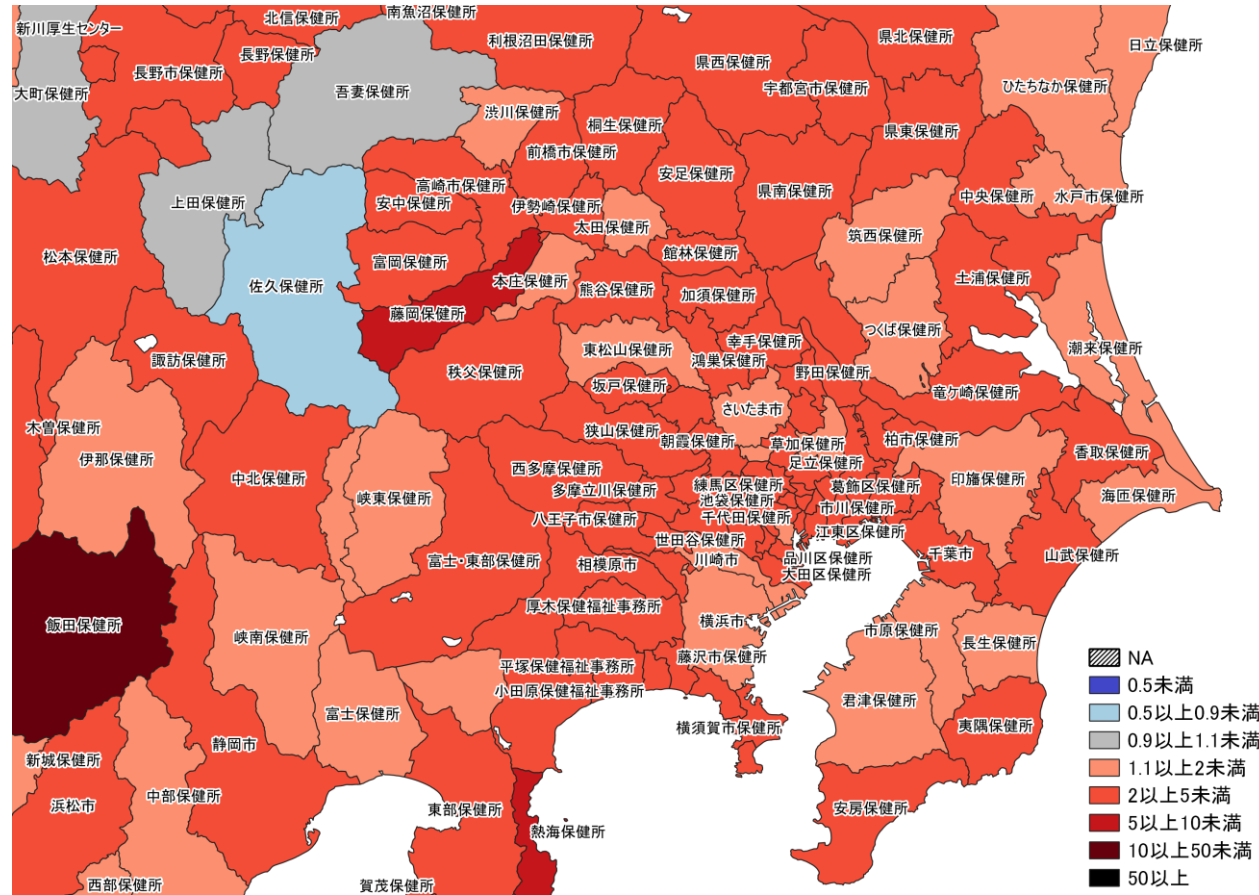 新川厚生センター
北信保健所
南魚沼保健所
利根沼田保健所
県北保健所
日立保健所
長野市保健所
長野保健所
県西保健所
宇都宮市保健所
ひたちなか保健所
大町保健所
吾妻保健所
渋川保健所
桐生保健所
県東保健所
前橋市保健所
安足保健所
高崎市保健所
県南保健所
中央保健所
水戸市保健所
上田保健所
安中保健所
伊勢崎保健所
太田保健所
筑西保健所
松本保健所
富岡保健所
館林保健所
佐久保健所
本庄保健所
熊谷保健所
加須保健所
土浦保健所
藤岡保健所
つくば保健所
幸手保健所
潮来保健所
諏訪保健所
東松山保健所
鴻巣保健所
秩父保健所
坂戸保健所
野田保健所
竜ケ崎保健所
さいたま市
木曽保健所
狭山保健所
朝霞保健所
草加保健所
柏市保健所
伊那保健所
香取保健所
足立保健所
西多摩保健所
中北保健所
練馬区保健所
葛飾区保健所
印旛保健所
峡東保健所
多摩立川保健所
池袋保健所
市川保健所
海匝保健所
八王子市保健所
千代田保健所
江東区保健所
世田谷保健所
富士・東部保健所
相模原市
川崎市
品川区保健所
千葉市
山武保健所
大田区保健所
厚木保健福祉事務所
飯田保健所
峡南保健所
横浜市
市原保健所
長生保健所
藤沢市保健所
平塚保健福祉事務所
小田原保健福祉事務所
君津保健所
富士保健所
横須賀市保健所
夷隅保健所
静岡市
新城保健所
中部保健所
浜松市
東部保健所
安房保健所
熱海保健所
西部保健所
賀茂保健所
NA
0.5未満
0.5以上0.9未満
0.9以上1.1未満
1.1以上2未満
2以上5未満
5以上10未満
10以上50未満
50以上